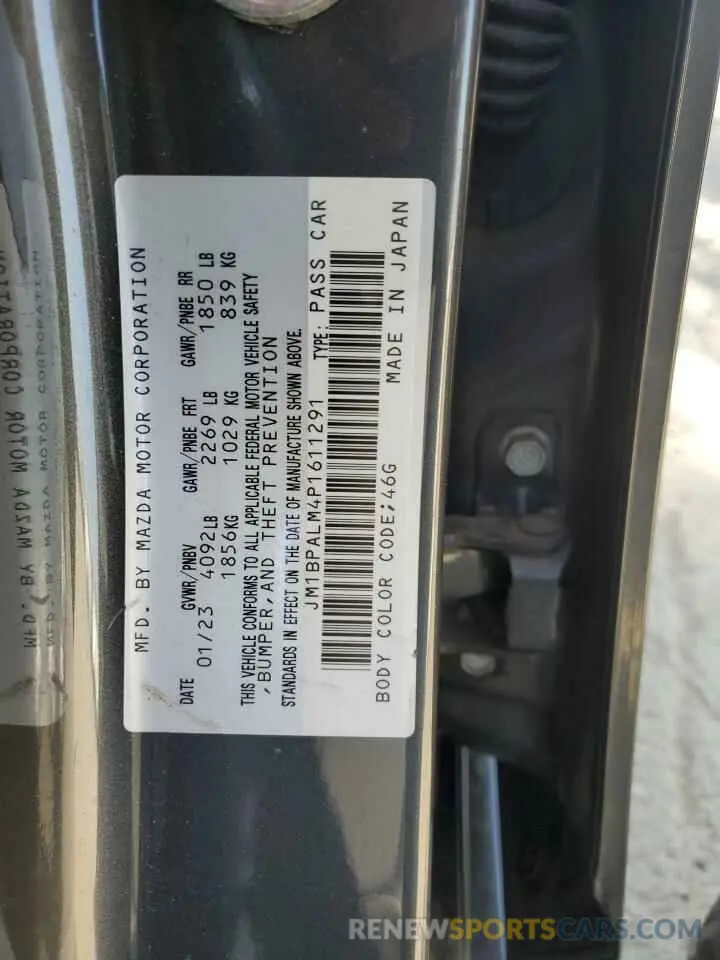 MFD. BY MAZDA MOTOR CORPORATION
DATE GVWR/PNBV GAWR/PNBE FRT GAWR/PNBE RR
01/23 4092LB 2269 LB 1850 LB
1856KG 1029 KG 839 KG
THIS VEHICLE CONFORMS TO ALL APPLICABLE FEDERAL MOTOR VEHICLE SAFETY
,BUMPER,AND THEFT PREVENTION
STANDARDS IN EFFECT ON THE DATE OF MANUFACTURE SHOWN ABOVE.
JM1BPALM4P1611291 TYPE: PASS CAR
BODY COLOR CODE;46G MADE IN JAPAN
MFD. BY MAZDA MOTOR CORPORATION
RENEWSPORTSCARS.COM